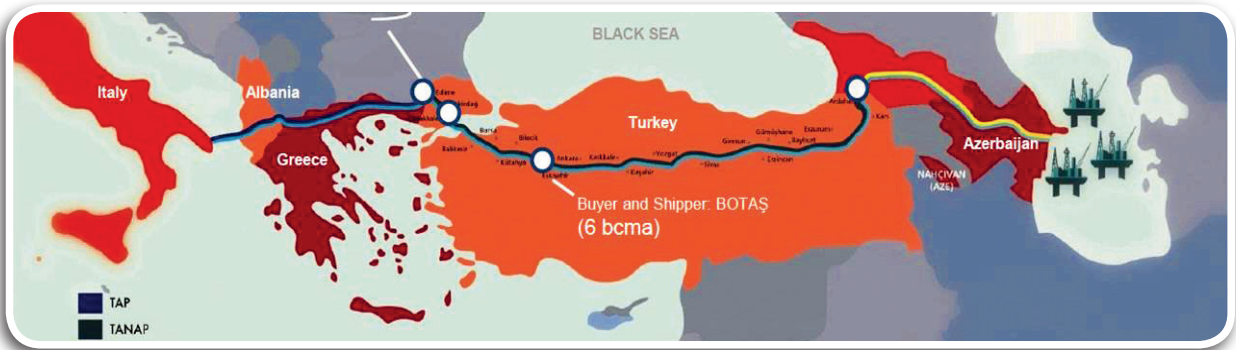 BLACK SEA
Italy
Albania
Edirne
Turkey
Greece
Ardahan
Kars
Bursa
Bilecik
Balıkesir
Kütahya
Eskişehir
Ankara
Kırıkkale
Kırşehir
Yozgat
Sivas
Giresun
Gümüşhane
Erzincan
Bayburt
Erzurum
Azerbaijan
NAHÇIVAN
(AZE)
Buyer and Shipper: BOTAŞ
(6 bcma)
TAP
TANAP